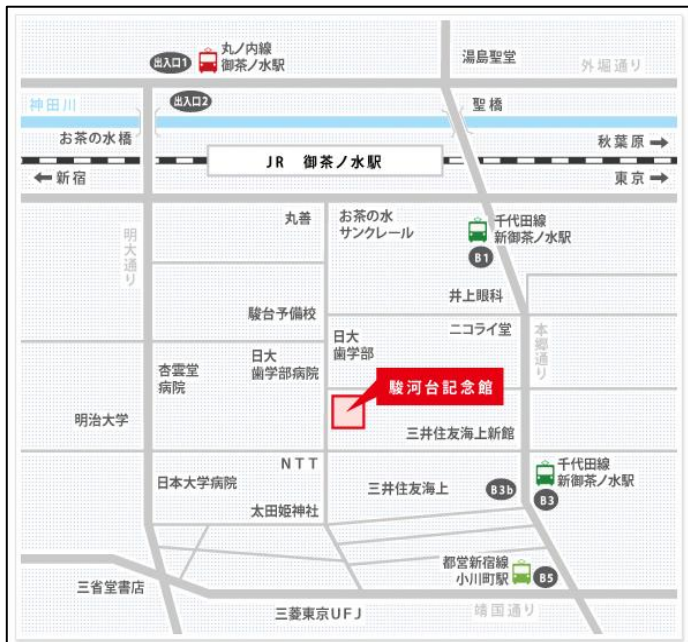 丸ノ内線
御茶ノ水駅
出入口1
湯島聖堂
外堀通り
神田川
出入口2
聖橋
お茶の水橋
秋葉原 →
JR 御茶ノ水駅
← 新宿
東京 →
丸善
お茶の水
サンクレール
千代田線
新御茶ノ水駅
B1
明大通り
井上眼科
駿台予備校
ニコライ堂
本郷通り
日大
歯学部
日大
歯学部病院
杏雲堂
病院
駿河台記念館
明治大学
三井住友海上新館
NTT
千代田線
新御茶ノ水駅
日本大学病院
三井住友海上
B3b
B3
太田姫神社
都営新宿線
小川町駅
B5
三省堂書店
三菱東京UFJ
靖国通り